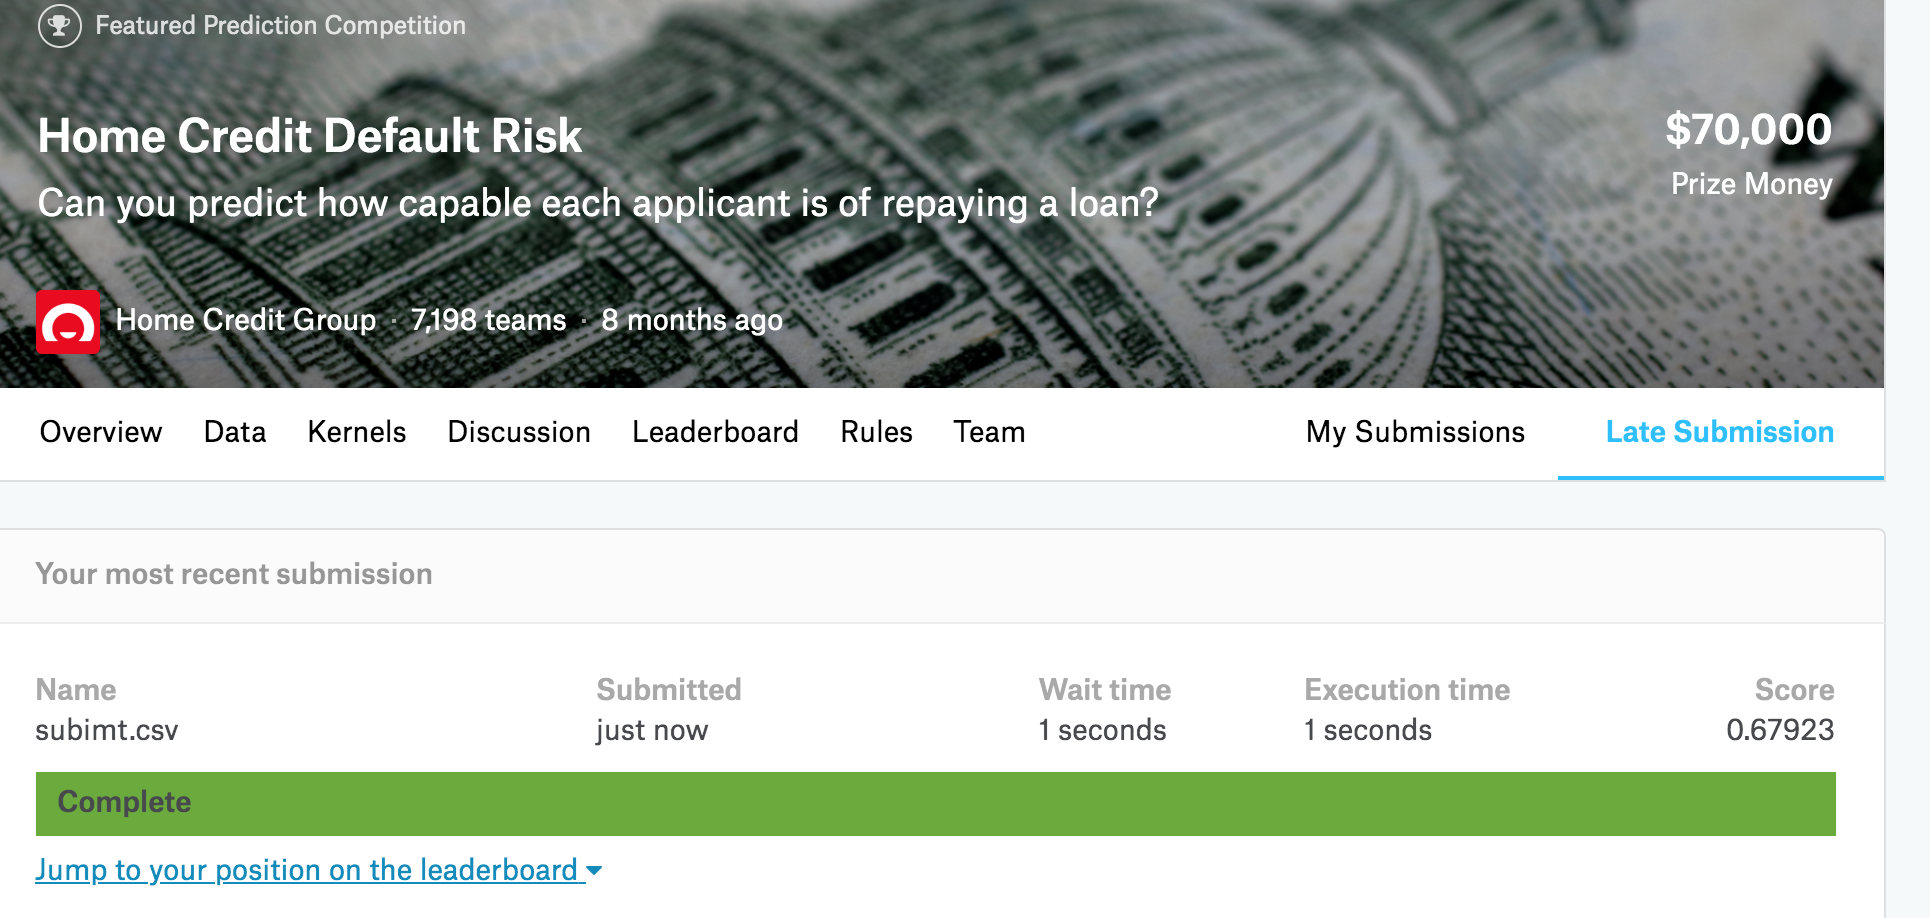 Featured Prediction Competition
Home Credit Default Risk
$70,000
Can you predict how capable each applicant is of repaying a loan?
Prize Money
Home Credit Group · 7,198 teams · 8 months ago
Overview Data Kernels Discussion Leaderboard Rules Team My Submissions Late Submission
Your most recent submission
Name Submitted Wait time Execution time Score
subimt.csv just now 1 seconds 1 seconds 0.67923
Complete
Jump to your position on the leaderboard